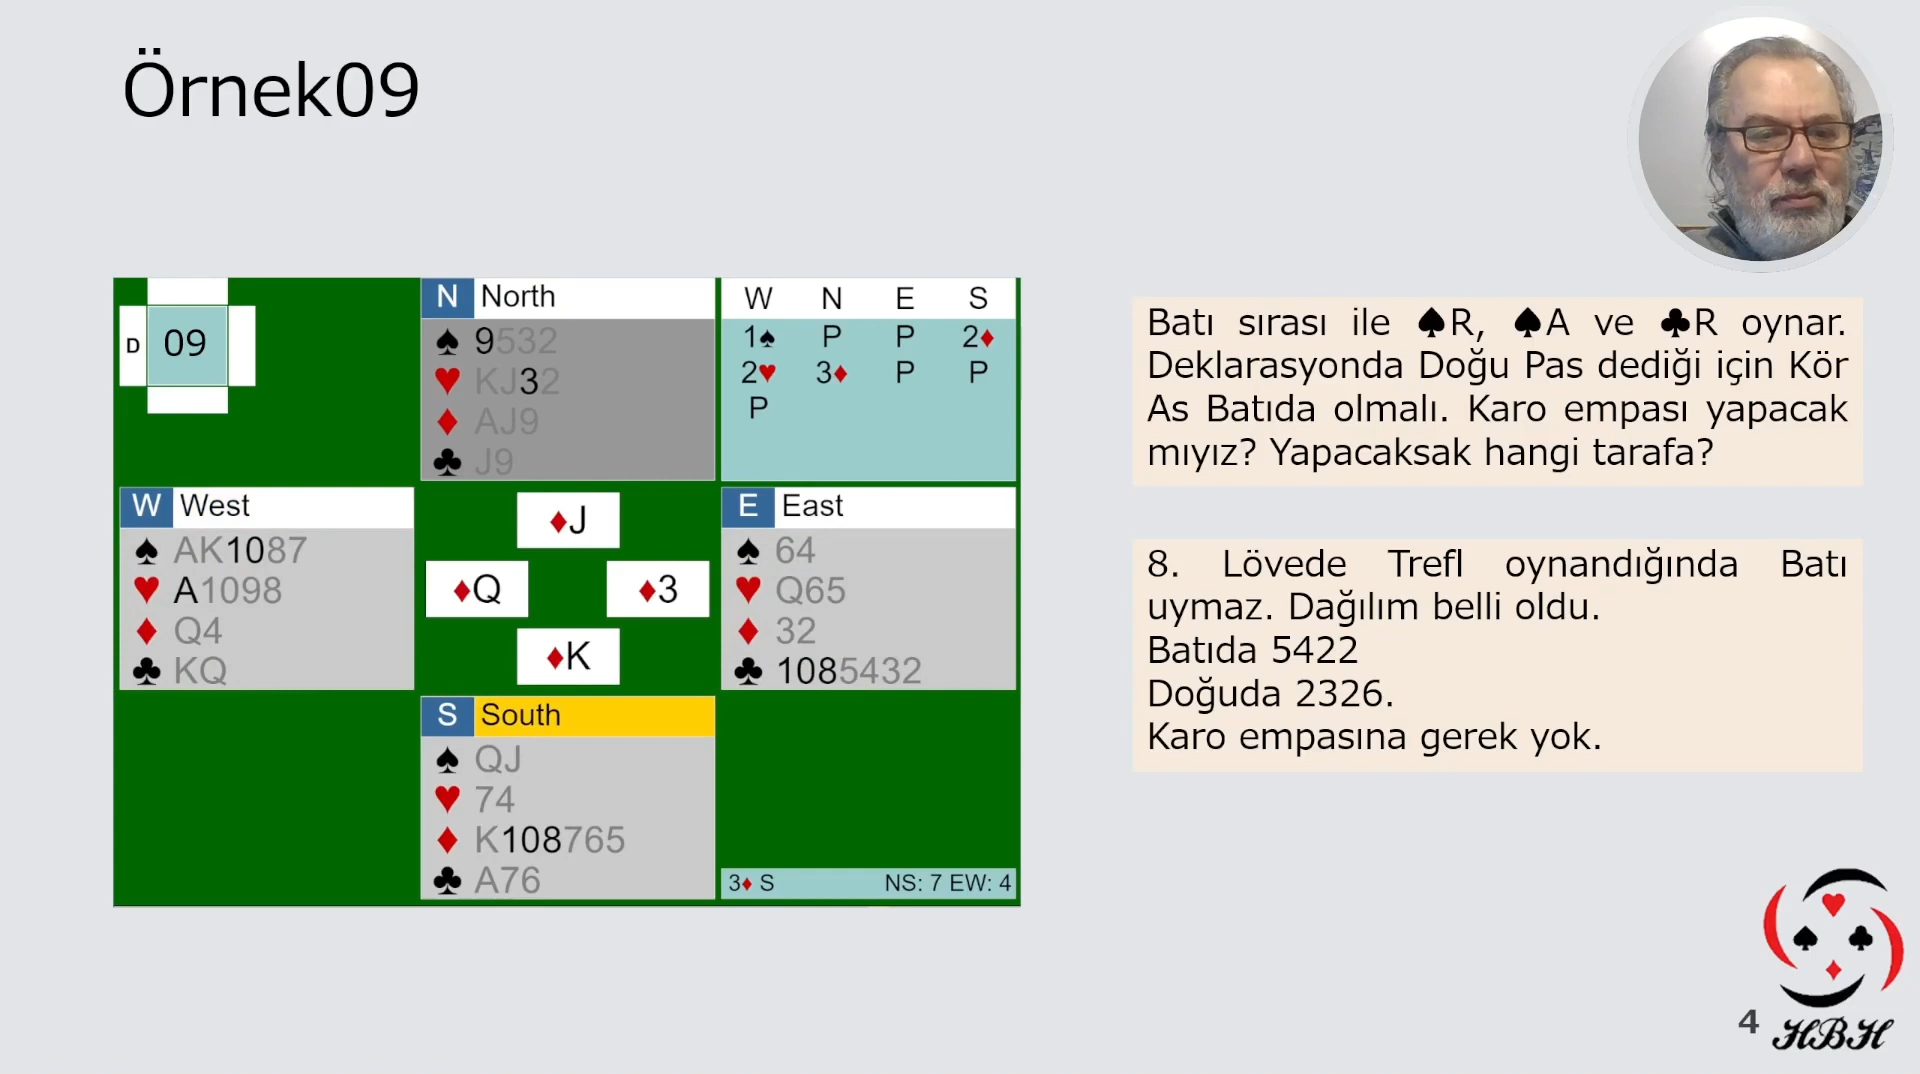 Örnek09
Batı sırası ile ♠R, ♠A ve ♣R oynar.
Deklarasyonda Doğu Pas dediği için Kör
As Batıda olmalı. Karo empası yapacak
mıyız? Yapacaksak hangi tarafa?
8. Lövede Trefl oynandığında Batı
uymaz. Dağılım belli oldu.
Batıda 5422
Doğuda 2326.
Karo empasına gerek yok.
D 09
N North
♠ 9532
♥ KJ32
♦ AJ9
♣ J9
W N E S
1♠ P P 2♦
2♥ 3♦ P P
P
W West
♠ AK1087
♥ A1098
♦ Q4
♣ KQ
♦J
♦Q ♦3
♦K
E East
♠ 64
♥ Q65
♦ 32
♣ 1085432
S South
♠ QJ
♥ 74
♦ K108765
♣ A76
3♦ S NS: 7 EW: 4
4
HBH